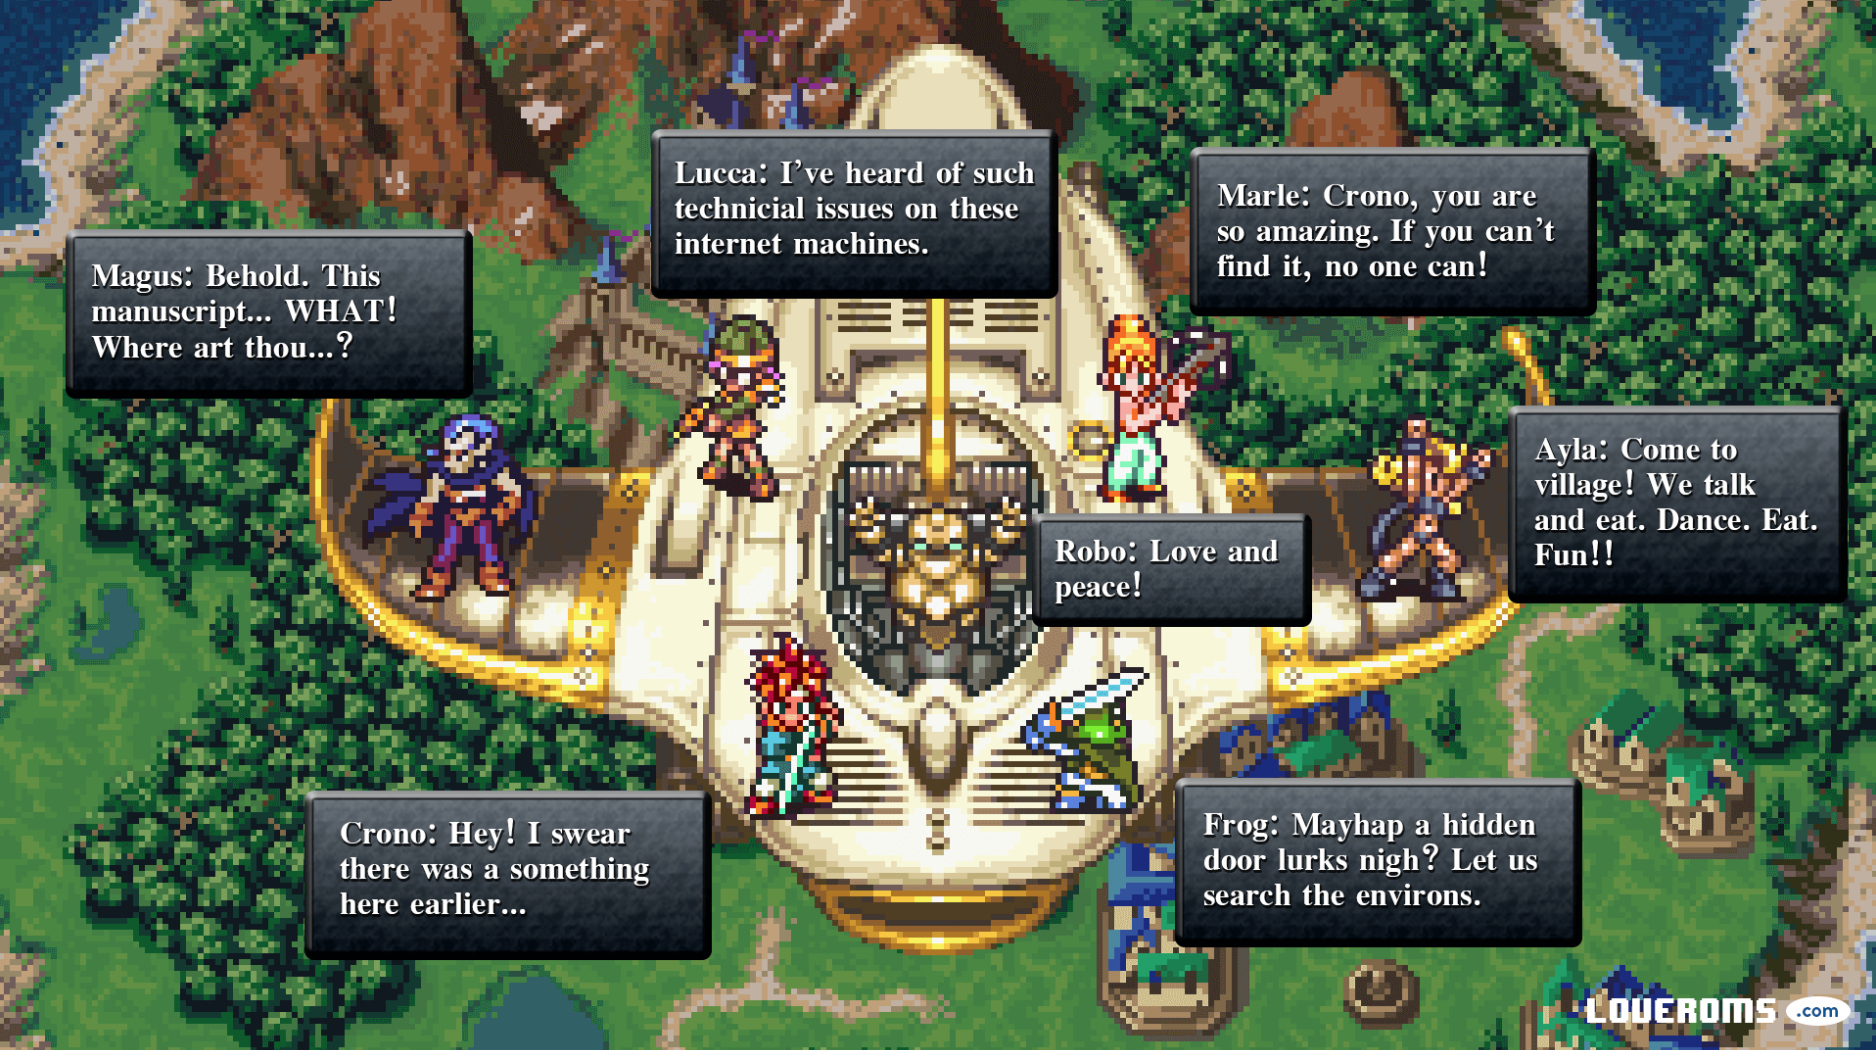 Lucca: I've heard of such
technicial issues on these
internet machines.
Marle: Crono, you are
so amazing. If you can't
find it, no one can!
Magus: Behold. This
manuscript... WHAT!
Where art thou...?
Ayla: Come to
village! We talk
and eat. Dance. Eat.
Fun!!
Robo: Love and
peace!
Crono: Hey! I swear
there was a something
here earlier...
Frog: Mayhap a hidden
door lurks nigh? Let us
search the environs.
LOVEROMS .com